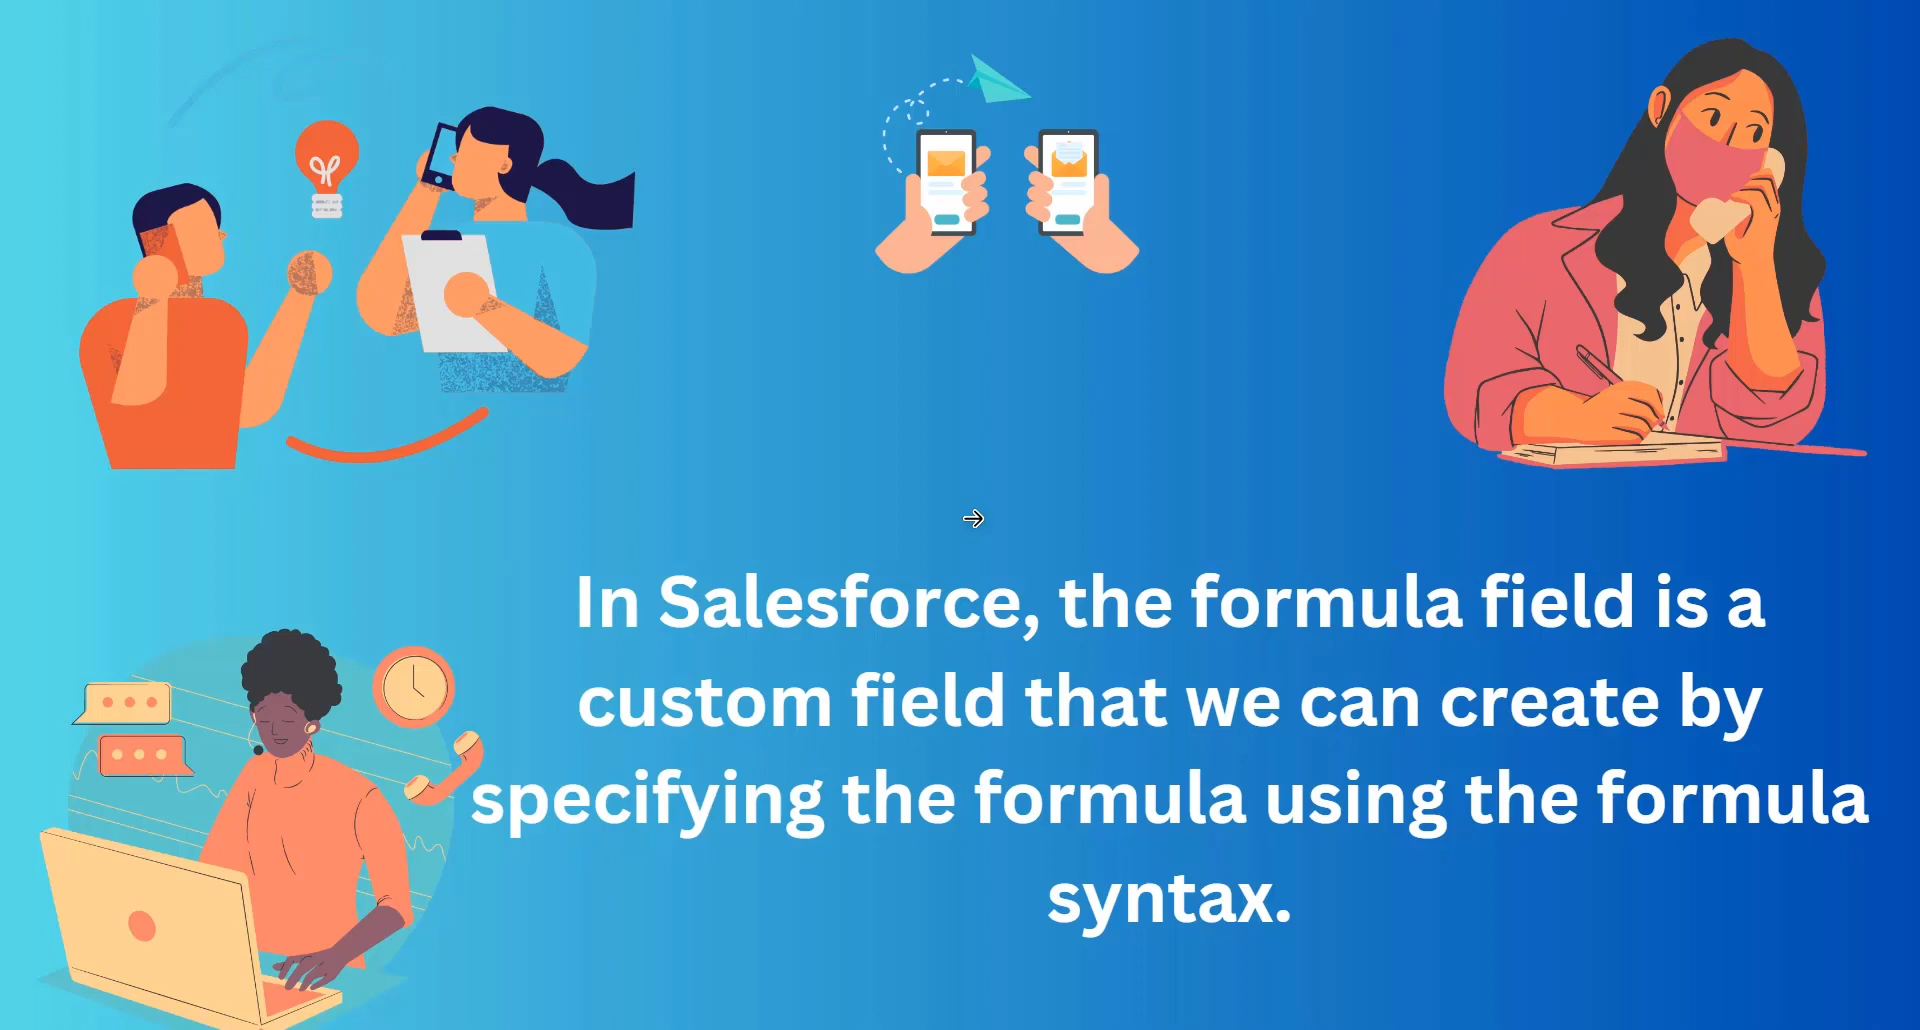 In Salesforce, the formula field is a
custom field that we can create by
specifying the formula using the formula
syntax.